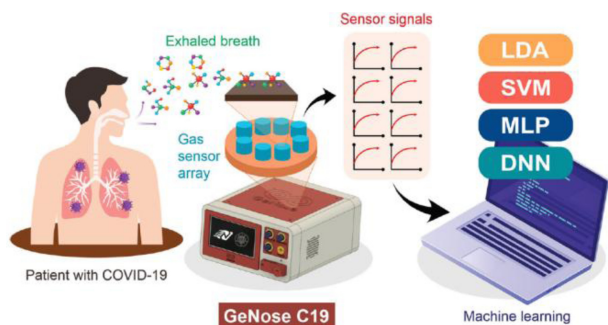 Exhaled breath
Sensor signals
Gas
sensor
array
LDA
SVM
MLP
DNN
Patient with COVID-19
GeNose C19
Machine learning